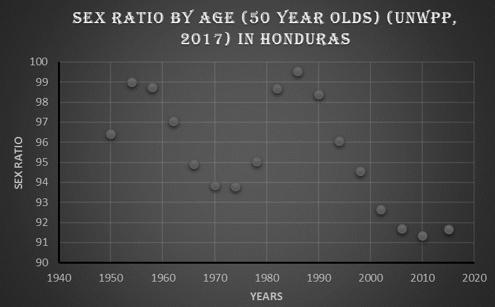 SEX RATIO BY AGE (50 YEAR OLDS) (UNWPP,
2017) IN HONDURAS
100
99
98
97
96
95
94
93
92
91
90
SEX RATIO
1940 1950 1960 1970 1980 1990 2000 2010 2020
YEARS